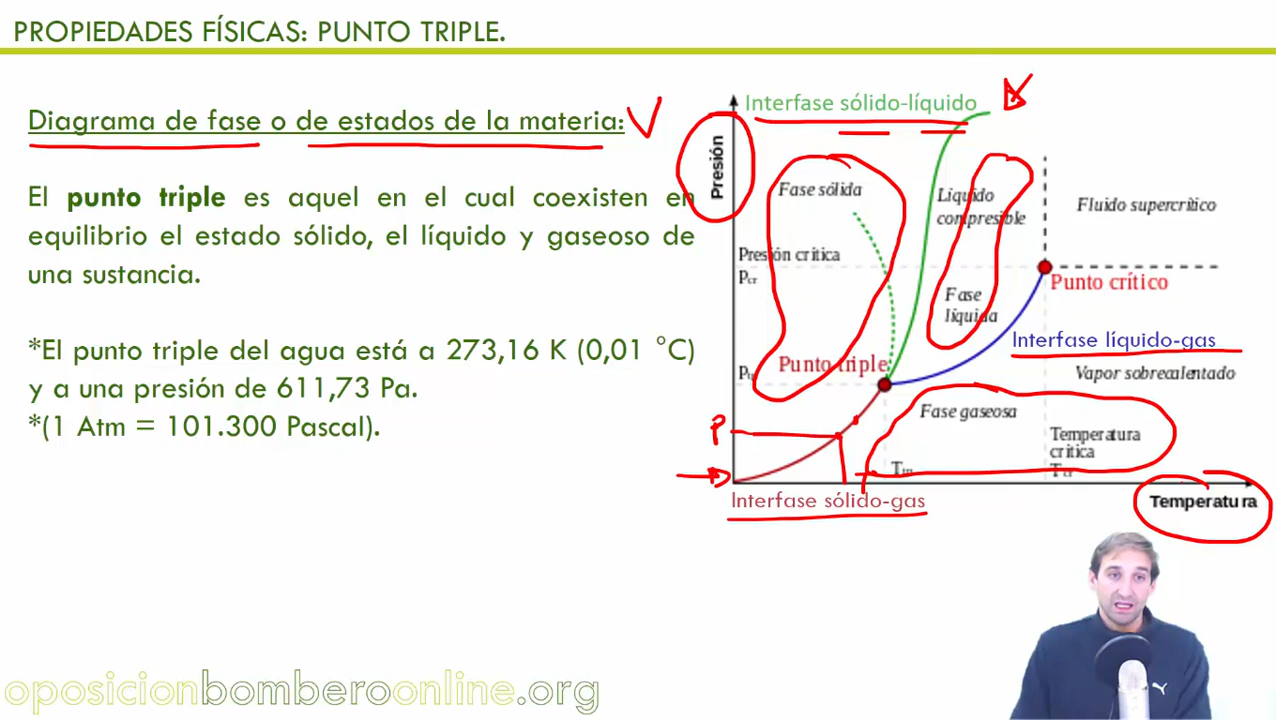 PROPIEDADES FÍSICAS: PUNTO TRIPLE.
Diagrama de fase o de estados de la materia:
El punto triple es aquel en el cual coexisten en
equilibrio el estado sólido, el líquido y gaseoso de
una sustancia.
*El punto triple del agua está a 273,16 K (0,01 °C)
y a una presión de 611,73 Pa.
*(1 Atm = 101.300 Pascal).
Interfase sólido-líquido
Presión
Fase sólida
Líquido
compresible
Fluido supercrítico
Presión crítica
Pcr
Punto crítico
Fase
líquida
Interfase líquido-gas
Punto triple
Vapor sobrecalentado
Fase gaseosa
P
Temperatura
crítica
Interfase sólido-gas
Temperatura
oposicionbomberoonline.org